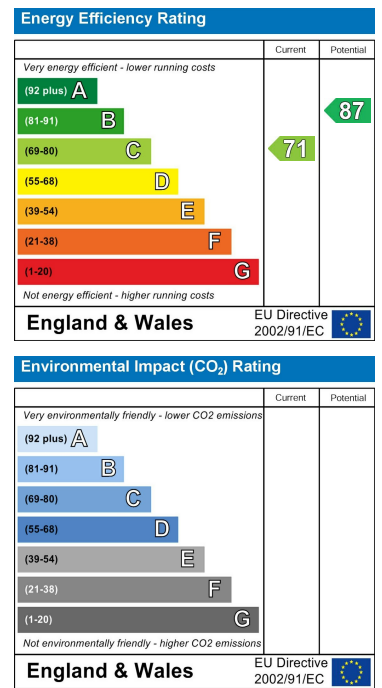 Energy Efficiency Rating
Current Potential
Very energy efficient - lower running costs
(92 plus) A
(81-91) B
87
(69-80) C
71
(55-68) D
(39-54) E
(21-38) F
(1-20) G
Not energy efficient - higher running costs
England & Wales
EU Directive
2002/91/EC
Environmental Impact (CO₂) Rating
Current Potential
Very environmentally friendly - lower CO2 emissions
(92 plus) A
(81-91) B
(69-80) C
(55-68) D
(39-54) E
(21-38) F
(1-20) G
Not environmentally friendly - higher CO2 emissions
England & Wales
EU Directive
2002/91/EC